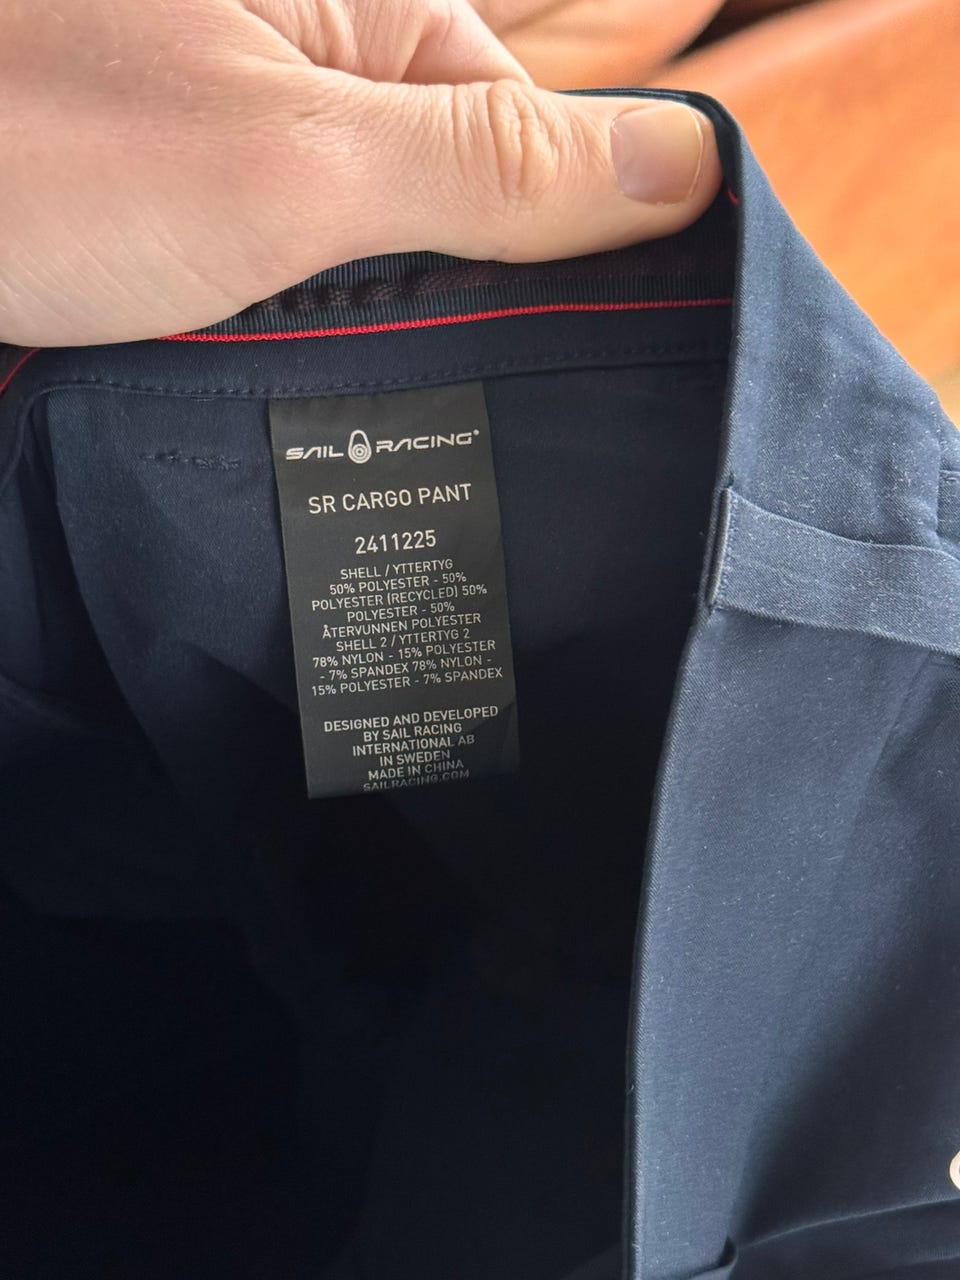 SAIL RACING®
SR CARGO PANT
2411225
SHELL / YTTERTYG
50% POLYESTER - 50%
POLYESTER (RECYCLED) 50%
POLYESTER - 50%
ÅTERVUNNEN POLYESTER
SHELL 2 / YTTERTYG 2
78% NYLON - 15% POLYESTER
- 7% SPANDEX 78% NYLON -
15% POLYESTER - 7% SPANDEX
DESIGNED AND DEVELOPED
BY SAIL RACING
INTERNATIONAL AB
IN SWEDEN
MADE IN CHINA
SAILRACING.COM